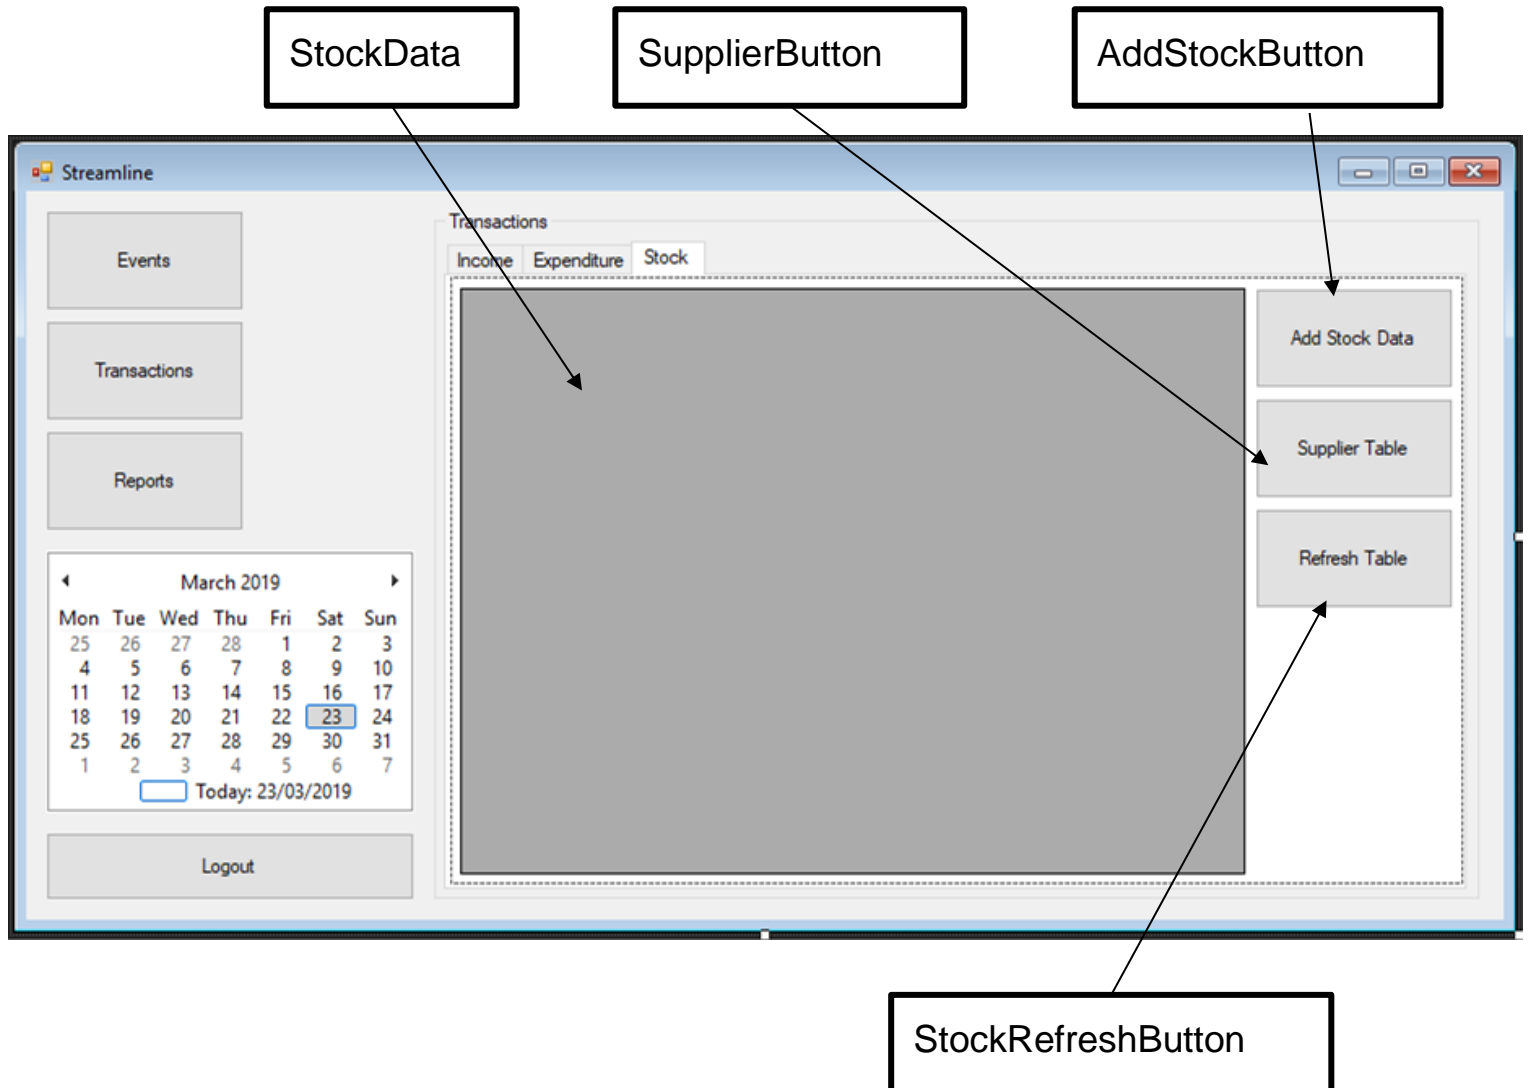 StockData
SupplierButton
AddStockButton
Streamline
Events
Transactions
Reports
March 2019
Mon Tue Wed Thu Fri Sat Sun
25 26 27 28 1 2 3
4 5 6 7 8 9 10
11 12 13 14 15 16 17
18 19 20 21 22 23 24
25 26 27 28 29 30 31
1 2 3 4 5 6 7
Today: 23/03/2019
Logout
Transactions
Income Expenditure Stock
Add Stock Data
Supplier Table
Refresh Table
StockRefreshButton